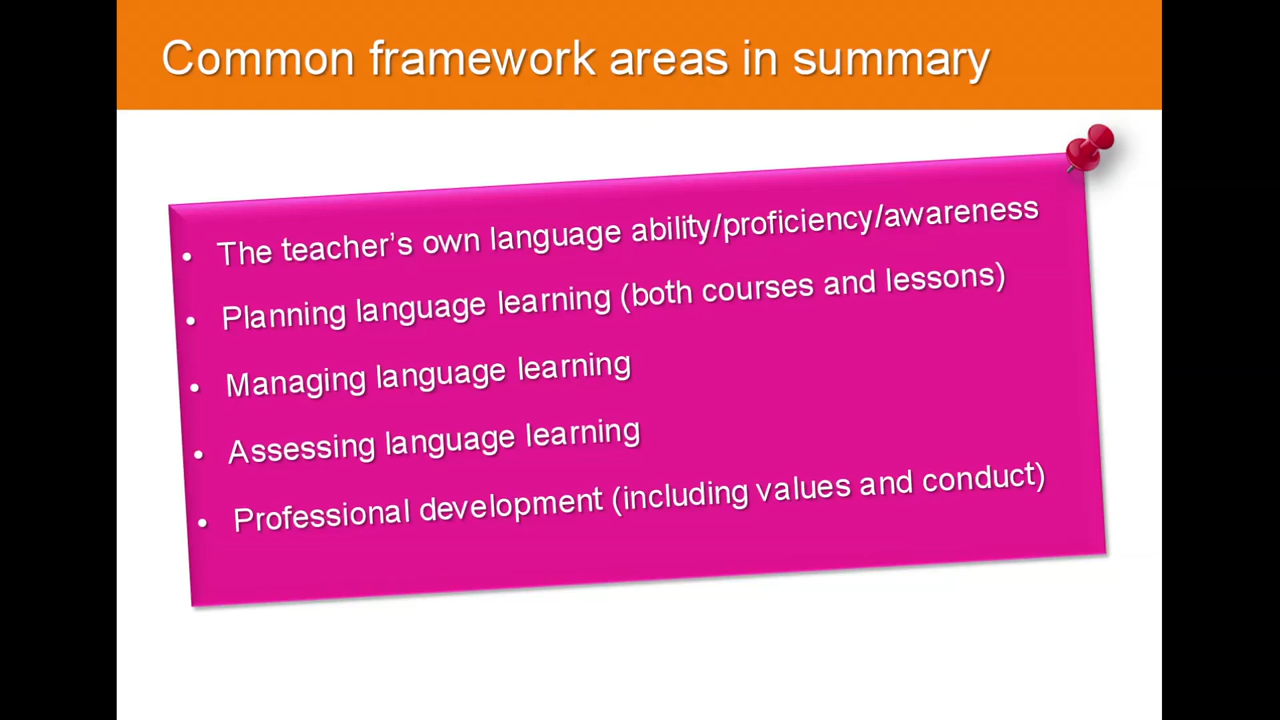 Common framework areas in summary
• The teacher’s own language ability/proficiency/awareness
• Planning language learning (both courses and lessons)
• Managing language learning
• Assessing language learning
• Professional development (including values and conduct)